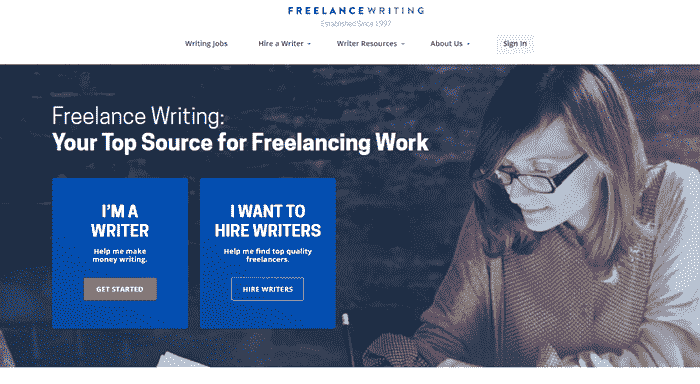 FREELANCEWRITING
Established Since 1997
Writing Jobs Hire a Writer Writer Resources About Us Sign In
Freelance Writing:
Your Top Source for Freelancing Work
I'M A
WRITER
Help me make
money writing.
GET STARTED
I WANT TO
HIRE WRITERS
Help me find top quality
freelancers.
HIRE WRITERS